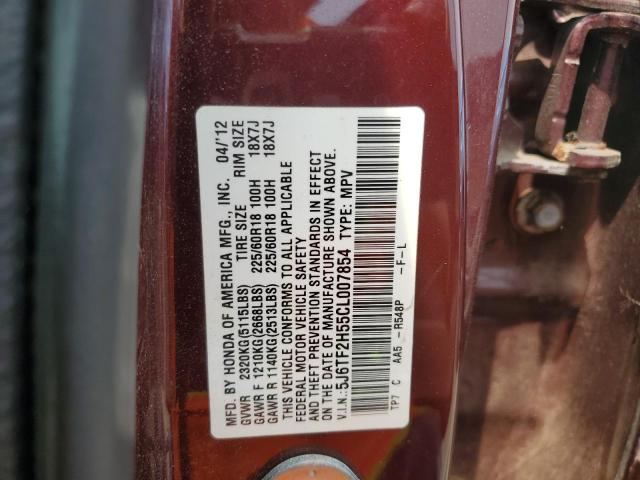 MFD. BY HONDA OF AMERICA MFG., INC. 04/'12
GVWR 2320KG(5115LBS) TIRE SIZE RIM SIZE
GAWR F 1210KG(2668LBS) 225/60R18 100H 18X7J
GAWR R 1140KG(2513LBS) 225/60R18 100H 18X7J
THIS VEHICLE CONFORMS TO ALL APPLICABLE
FEDERAL MOTOR VEHICLE SAFETY
AND THEFT PREVENTION STANDARDS IN EFFECT
ON THE DATE OF MANUFACTURE SHOWN ABOVE.
V.I.N.:5J6TF2H55CL007854 TYPE: MPV
TP7 C AA5 -R548P -F-L